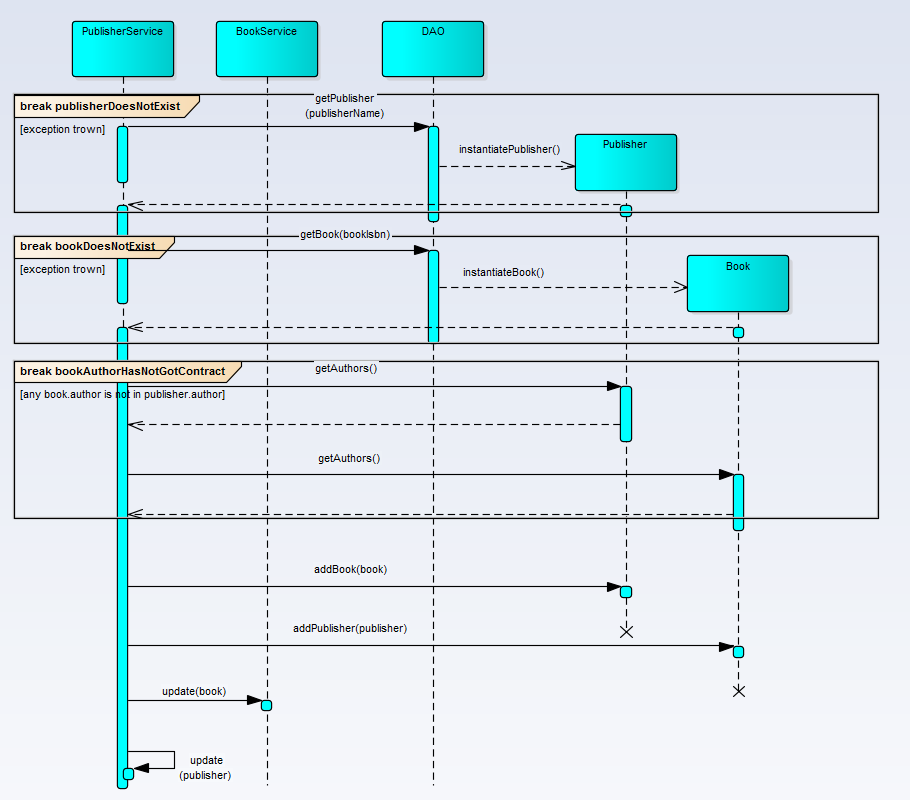 PublisherService
BookService
DAO
break publisherDoesNotExist
getPublisher
(publisherName)
[exception trown]
instantiatePublisher()
Publisher
break bookDoesNotExist
getBook(bookIsbn)
[exception trown]
instantiateBook()
Book
break bookAuthorHasNotGotContract
getAuthors()
[any book.author is not in publisher.author]
getAuthors()
addBook(book)
addPublisher(publisher)
update(book)
update
(publisher)